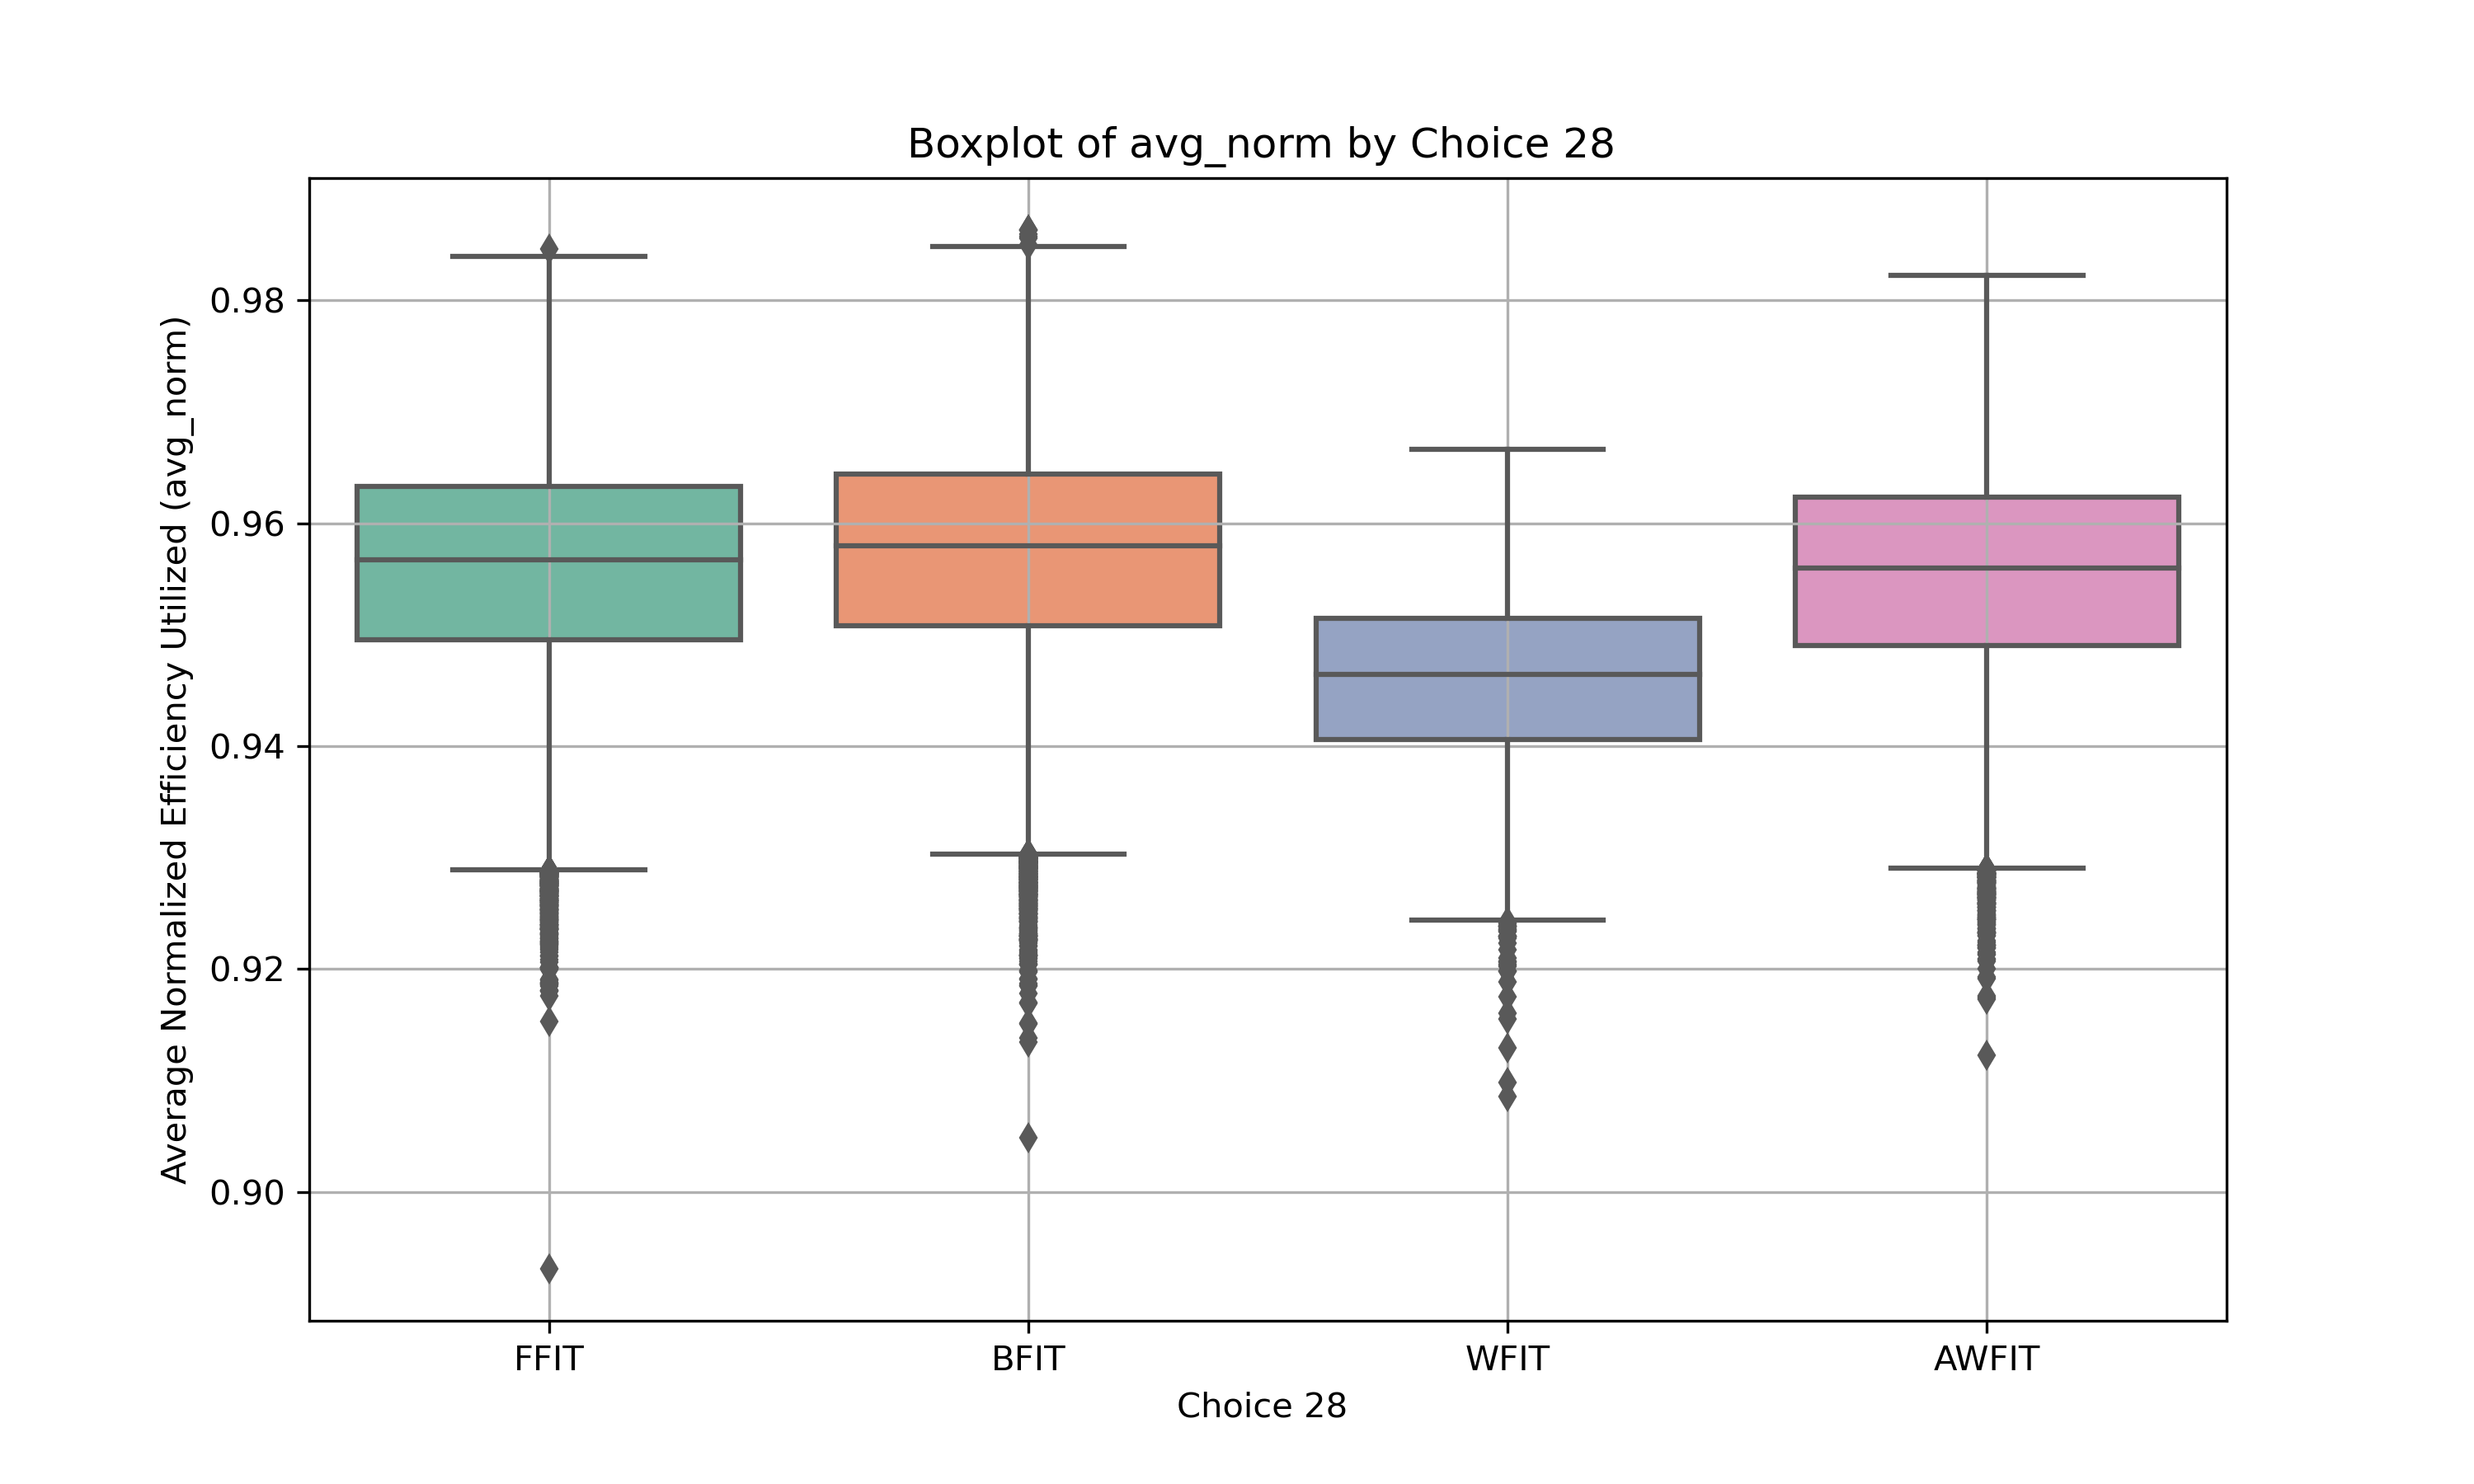 Boxplot of avg_norm by Choice 28
Average Normalized Efficiency Utilized (avg_norm)
0.98
0.96
0.94
0.92
0.90
FFIT BFIT WFIT AWFIT
Choice 28